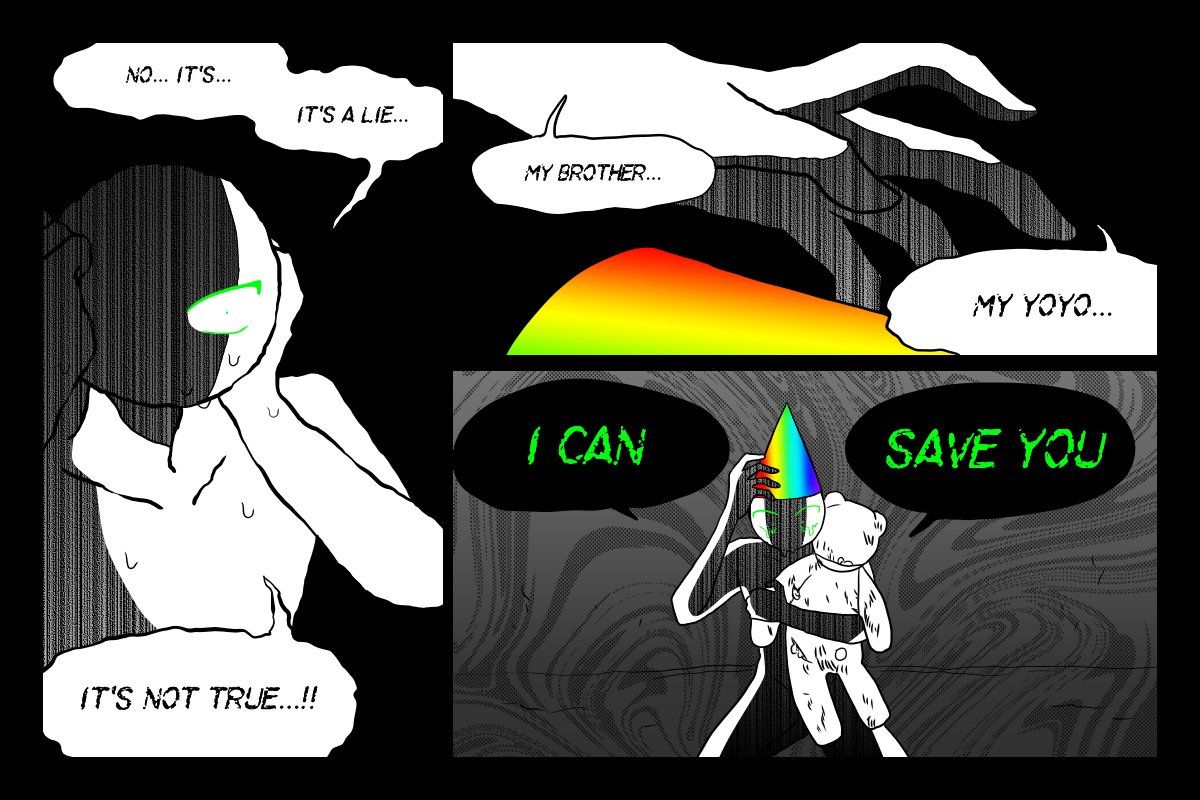 NO... IT'S...
IT'S A LIE...
IT'S NOT TRUE...!!
MY BROTHER...
MY YOYO...
I CAN
SAVE YOU